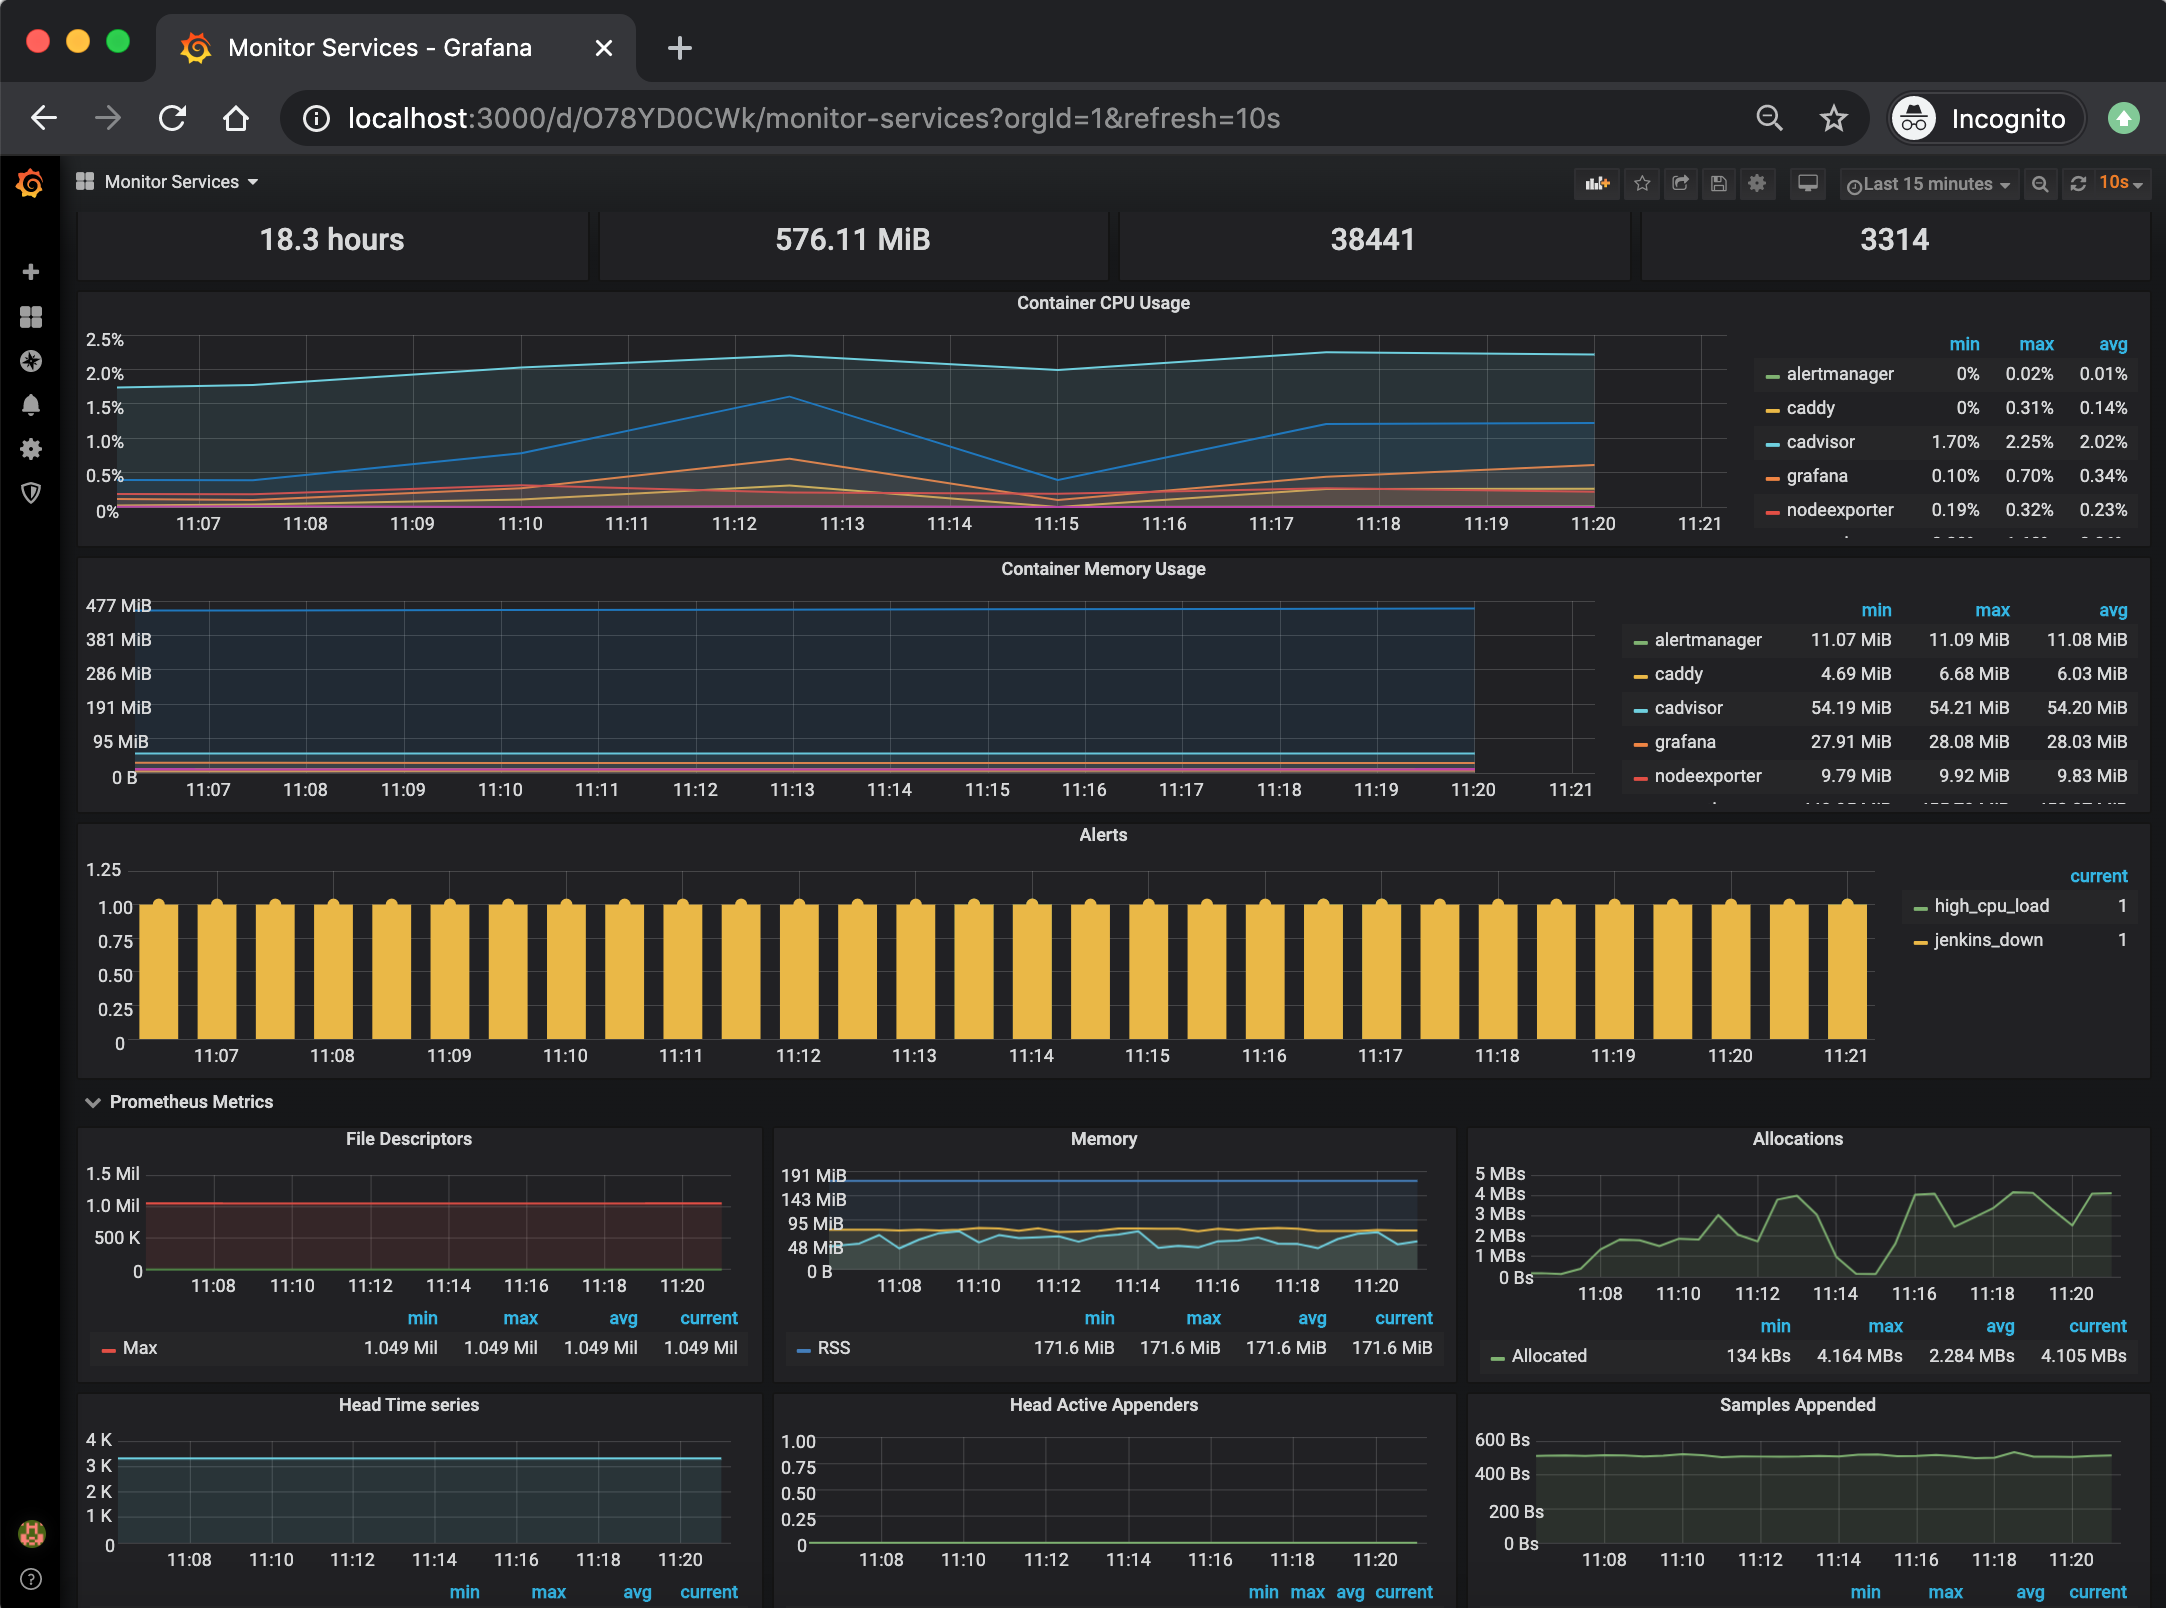 Monitor Services - Grafana
localhost:3000/d/O78YD0CWk/monitor-services?orgId=1&refresh=10s
Incognito
Monitor Services
Last 15 minutes
10s
18.3 hours
576.11 MiB
38441
3314
Container CPU Usage
2.5%
2.0%
1.5%
1.0%
0.5%
0%
11:07 11:08 11:09 11:10 11:11 11:12 11:13 11:14 11:15 11:16 11:17 11:18 11:19 11:20 11:21
min max avg
alertmanager 0% 0.02% 0.01%
caddy 0% 0.31% 0.14%
cadvisor 1.70% 2.25% 2.02%
grafana 0.10% 0.70% 0.34%
nodeexporter 0.19% 0.32% 0.23%
Container Memory Usage
477 MiB
381 MiB
286 MiB
191 MiB
95 MiB
0 B
11:07 11:08 11:09 11:10 11:11 11:12 11:13 11:14 11:15 11:16 11:17 11:18 11:19 11:20 11:21
min max avg
alertmanager 11.07 MiB 11.09 MiB 11.08 MiB
caddy 4.69 MiB 6.68 MiB 6.03 MiB
cadvisor 54.19 MiB 54.21 MiB 54.20 MiB
grafana 27.91 MiB 28.08 MiB 28.03 MiB
nodeexporter 9.79 MiB 9.92 MiB 9.83 MiB
Alerts
1.25
1.00
0.75
0.50
0.25
0
11:07 11:08 11:09 11:10 11:11 11:12 11:13 11:14 11:15 11:16 11:17 11:18 11:19 11:20 11:21
current
high_cpu_load 1
jenkins_down 1
Prometheus Metrics
File Descriptors
1.5 Mil
1.0 Mil
500 K
0
11:08 11:10 11:12 11:14 11:16 11:18 11:20
min max avg current
Max 1.049 Mil 1.049 Mil 1.049 Mil 1.049 Mil
Memory
191 MiB
143 MiB
95 MiB
48 MiB
0 B
11:08 11:10 11:12 11:14 11:16 11:18 11:20
min max avg current
RSS 171.6 MiB 171.6 MiB 171.6 MiB 171.6 MiB
Allocations
5 MBs
4 MBs
3 MBs
2 MBs
1 MBs
0 Bs
11:08 11:10 11:12 11:14 11:16 11:18 11:20
min max avg current
Allocated 134 kBs 4.164 MBs 2.284 MBs 4.105 MBs
Head Time series
4 K
3 K
2 K
1 K
0
11:08 11:10 11:12 11:14 11:16 11:18 11:20
min max avg current
Head Active Appenders
1.00
0.75
0.50
0.25
0
11:08 11:10 11:12 11:14 11:16 11:18 11:20
min max avg current
Samples Appended
600 Bs
400 Bs
200 Bs
0 Bs
11:08 11:10 11:12 11:14 11:16 11:18 11:20
min max avg current